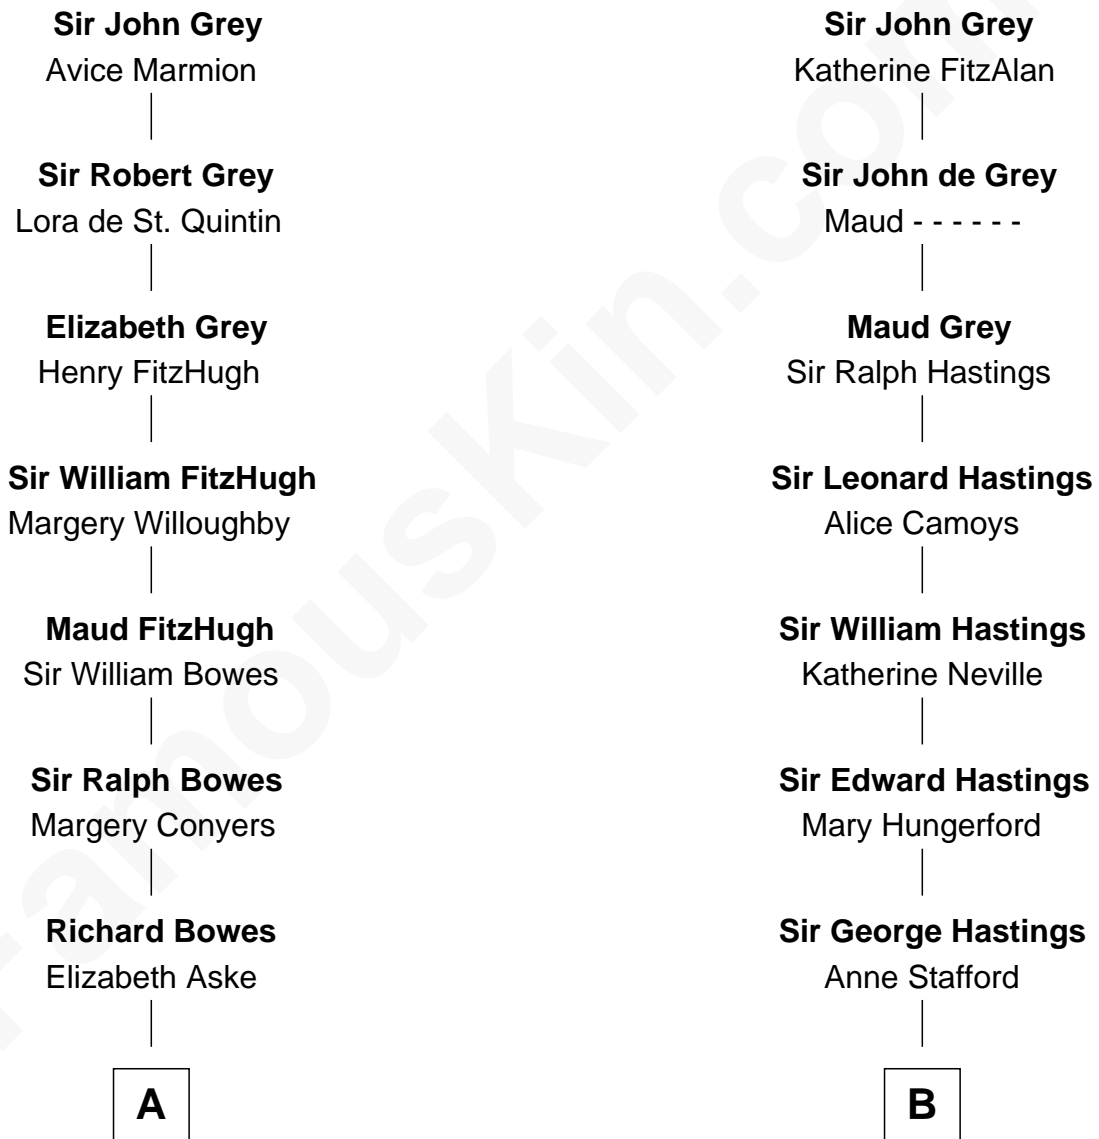 Sir John Grey
Avice Marmion
Sir Robert Grey
Lora de St. Quintin
Elizabeth Grey
Henry FitzHugh
Sir William FitzHugh
Margery Willoughby
Maud FitzHugh
Sir William Bowes
Sir Ralph Bowes
Margery Conyers
Richard Bowes
Elizabeth Aske
A
Sir John Grey
Katherine FitzAlan
Sir John de Grey
Maud - - - - - -
Maud Grey
Sir Ralph Hastings
Sir Leonard Hastings
Alice Camoys
Sir William Hastings
Katherine Neville
Sir Edward Hastings
Mary Hungerford
Sir George Hastings
Anne Stafford
B
FamousKin.com